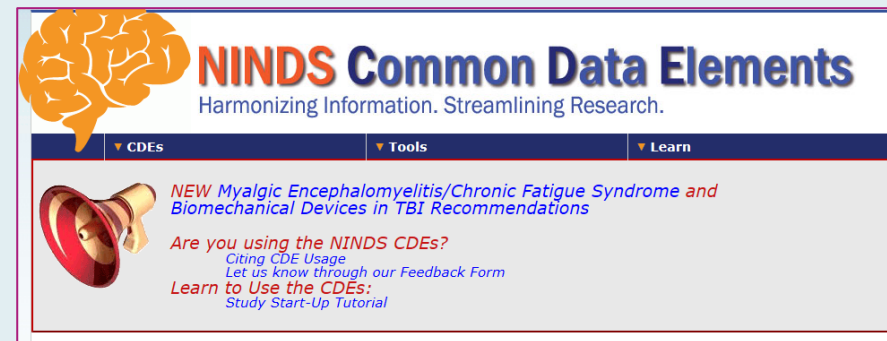 NINDS Common Data Elements
Harmonizing Information. Streamlining Research.
▼ CDEs ▼ Tools ▼ Learn
NEW Myalgic Encephalomyelitis/Chronic Fatigue Syndrome and
Biomechanical Devices in TBI Recommendations
Are you using the NINDS CDEs?
Citing CDE Usage
Let us know through our Feedback Form
Learn to Use the CDEs:
Study Start-Up Tutorial